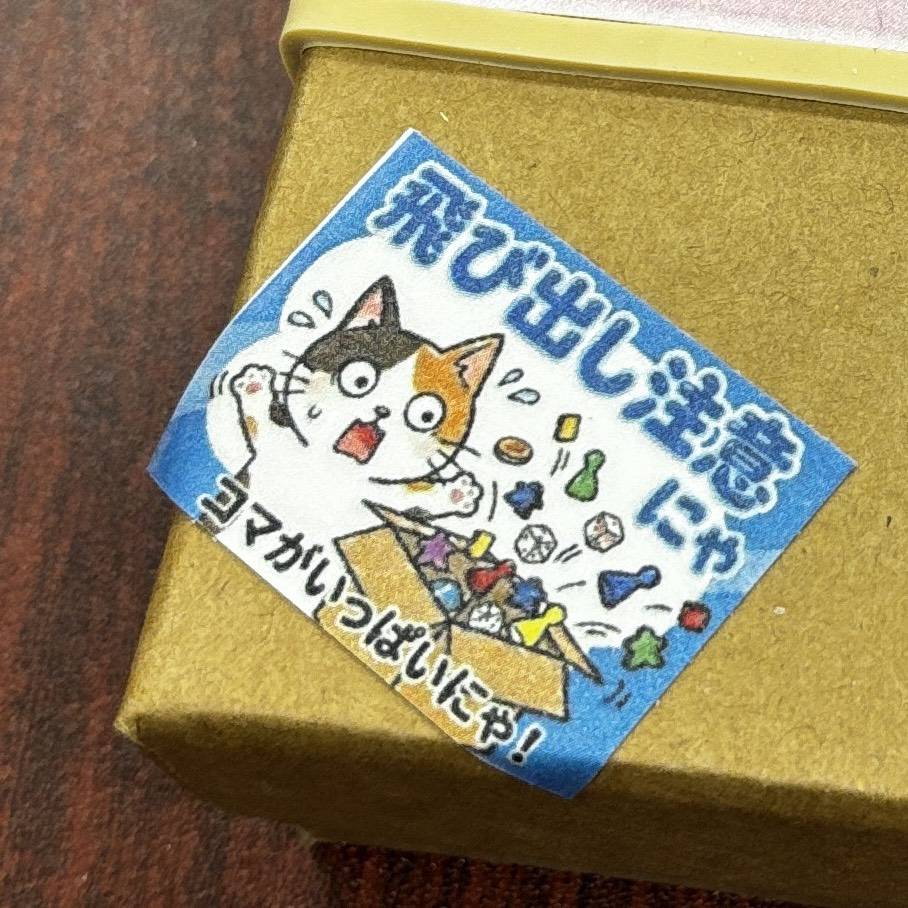 飛び出し注意
にゃ
コマがいっぱいにゃ！